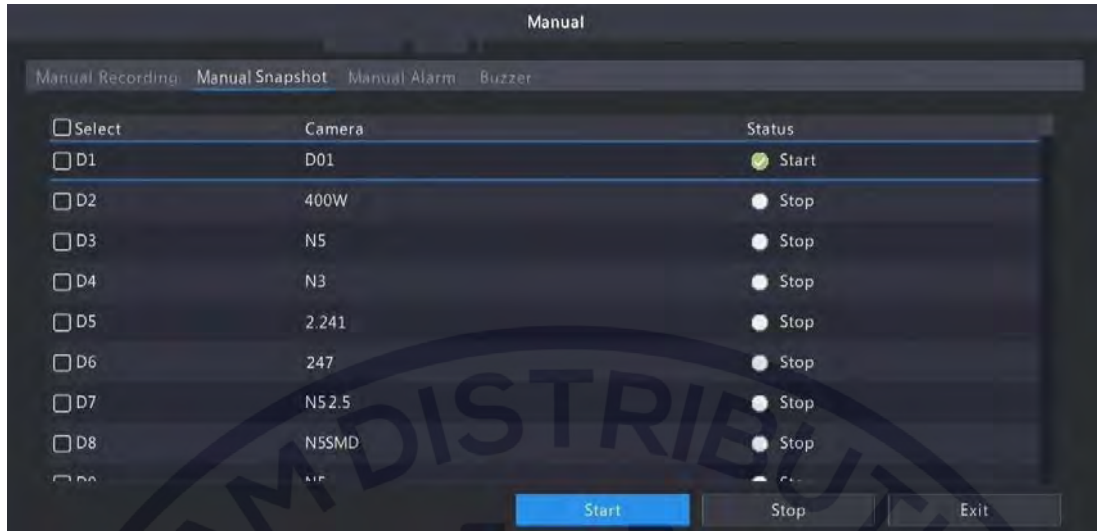 Manual
Manual Recording Manual Snapshot Manual Alarm Buzzer
Select Camera Status
D1 D01 Start
D2 400W Stop
D3 N5 Stop
D4 N3 Stop
D5 2.241 Stop
D6 247 Stop
D7 N52.5 Stop
D8 N5SMD Stop
Start Stop Exit